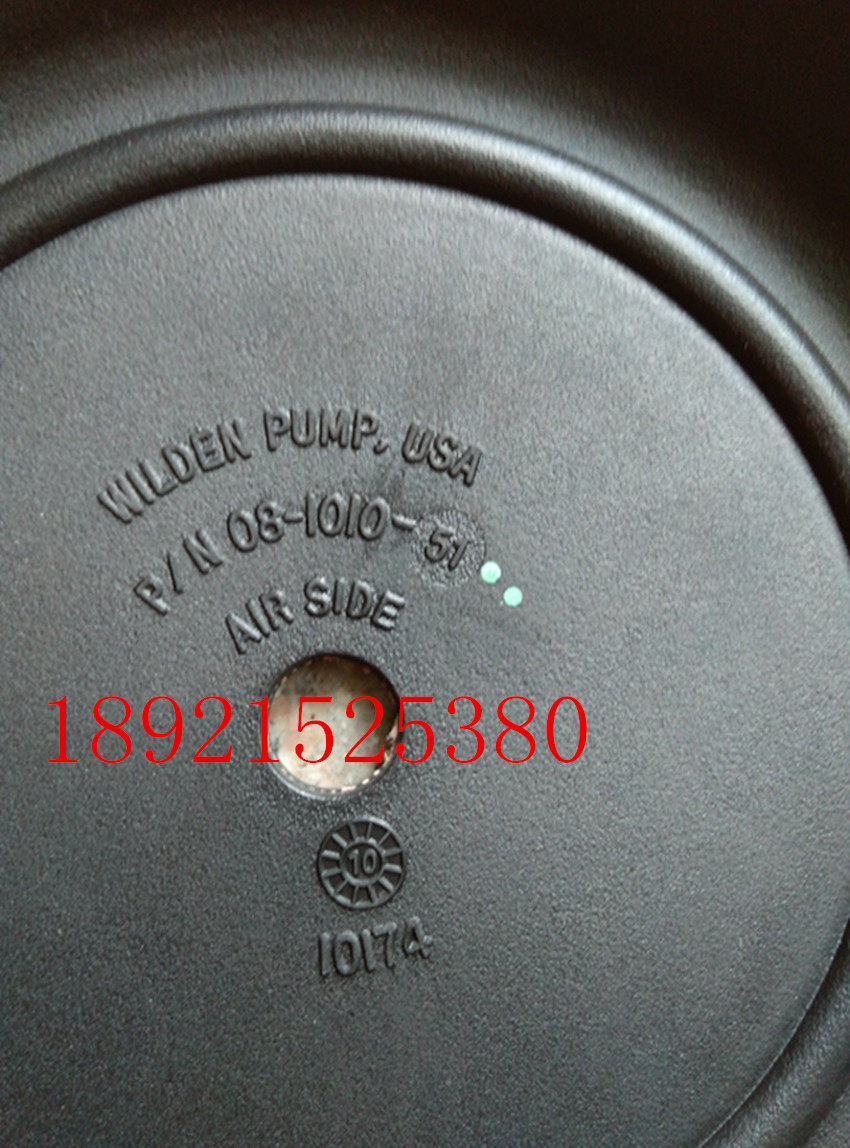 WILDEN PUMP, USA
P/N 08-1010-51
AIR SIDE
18921525380
10
10174